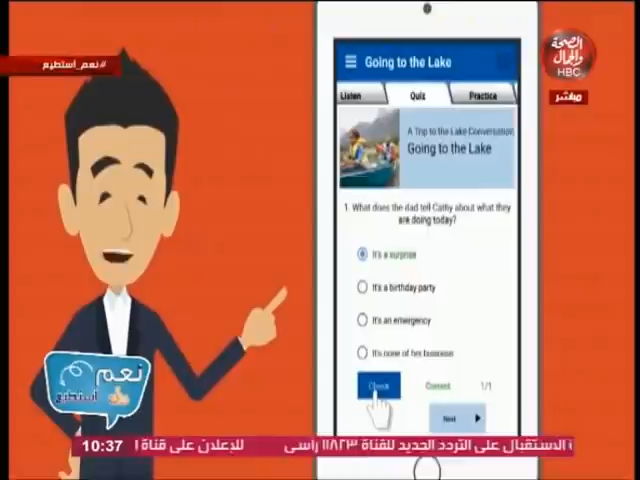 #نعم_استطيع
الصحة
والجمال
HBC
مباشر
Going to the Lake
Listen
Quiz
Practice
A Trip to the Lake Conversation
Going to the Lake
1. What does the dad tell Cathy about what they
are doing today?
It's a surprise
It's a birthday party
It's an emergency
It's none of her business
Check
Correct
1/1
Next
نعم
استطيع
10:37
الاستقبال على التردد الجديد للقناة ١١٨٢٣ راسى
للإعلان على قناة ا